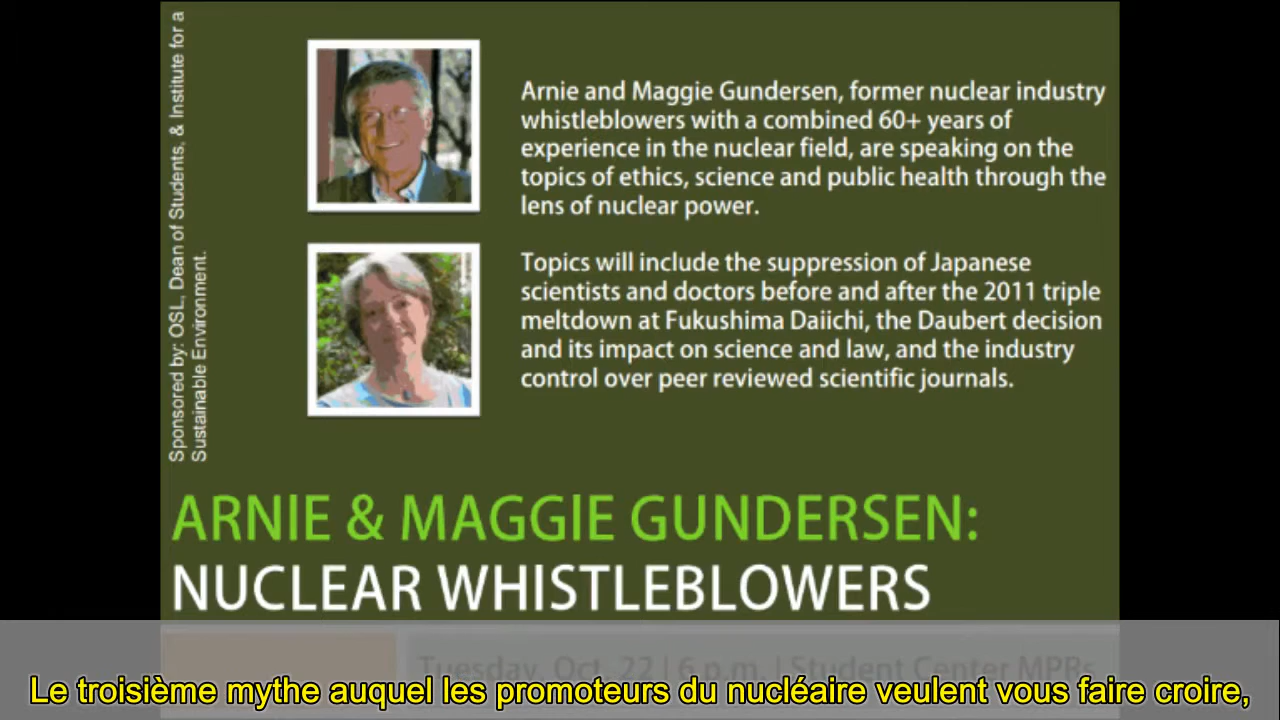 Sponsored by: OSL, Dean of Students, & Institute for a
Sustainable Environment.
Arnie and Maggie Gundersen, former nuclear industry
whistleblowers with a combined 60+ years of
experience in the nuclear field, are speaking on the
topics of ethics, science and public health through the
lens of nuclear power.
Topics will include the suppression of Japanese
scientists and doctors before and after the 2011 triple
meltdown at Fukushima Daiichi, the Daubert decision
and its impact on science and law, and the industry
control over peer reviewed scientific journals.
ARNIE & MAGGIE GUNDERSEN:
NUCLEAR WHISTLEBLOWERS
Tuesday, Oct. 22 | 6 p.m. | Student Center MPRs
Le troisième mythe auquel les promoteurs du nucléaire veulent vous faire croire,